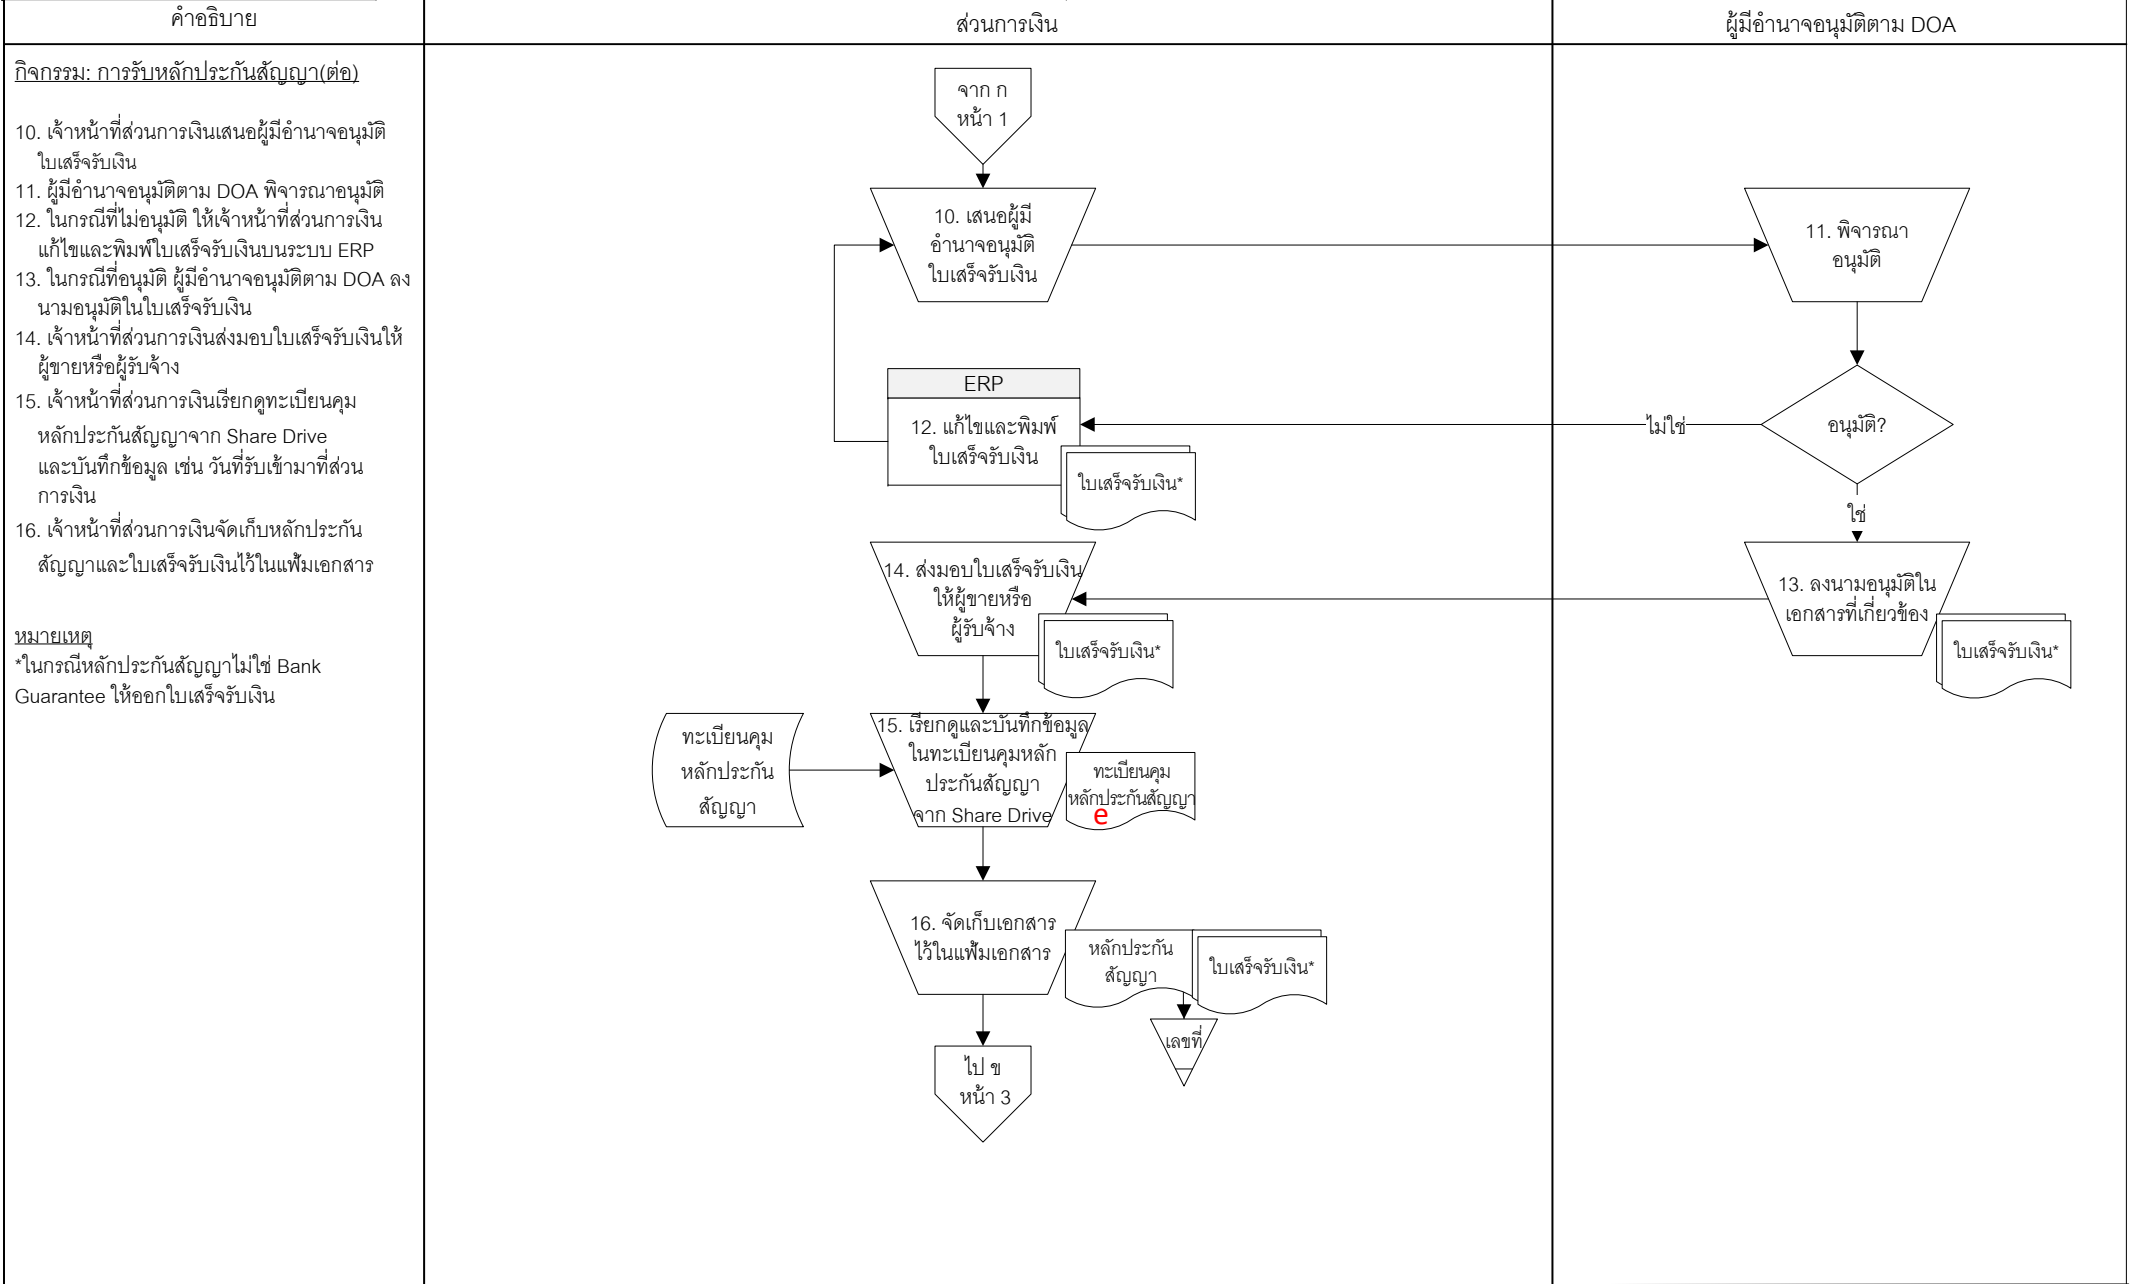 คำอธิบาย
ส่วนการเงิน
ผู้มีอำนาจอนุมัติตาม DOA
กิจกรรม: การรับหลักประกันสัญญา(ต่อ)
10. เจ้าหน้าที่ส่วนการเงินเสนอผู้มีอำนาจอนุมัติ
ใบเสร็จรับเงิน
11. ผู้มีอำนาจอนุมัติตาม DOA พิจารณาอนุมัติ
12. ในกรณีที่ไม่อนุมัติ ให้เจ้าหน้าที่ส่วนการเงิน
แก้ไขและพิมพ์ใบเสร็จรับเงินบนระบบ ERP
13. ในกรณีที่อนุมัติ ผู้มีอำนาจอนุมัติตาม DOA ลง
นามอนุมัติในใบเสร็จรับเงิน
14. เจ้าหน้าที่ส่วนการเงินส่งมอบใบเสร็จรับเงินให้
ผู้ขายหรือผู้รับจ้าง
15. เจ้าหน้าที่ส่วนการเงินเรียกดูทะเบียนคุม
หลักประกันสัญญาจาก Share Drive
และบันทึกข้อมูล เช่น วันที่รับเข้ามาที่ส่วน
การเงิน
16. เจ้าหน้าที่ส่วนการเงินจัดเก็บหลักประกัน
สัญญาและใบเสร็จรับเงินไว้ในแฟ้มเอกสาร
หมายเหตุ
*ในกรณีหลักประกันสัญญาไม่ใช่ Bank
Guarantee ให้ออกใบเสร็จรับเงิน
จาก ก
หน้า 1
10. เสนอผู้มี
อำนาจอนุมัติ
ใบเสร็จรับเงิน
11. พิจารณา
อนุมัติ
อนุมัติ?
ไม่ใช่
ใช่
ERP
12. แก้ไขและพิมพ์
ใบเสร็จรับเงิน
ใบเสร็จรับเงิน*
13. ลงนามอนุมัติใน
เอกสารที่เกี่ยวข้อง
ใบเสร็จรับเงิน*
14. ส่งมอบใบเสร็จรับเงิน
ให้ผู้ขายหรือ
ผู้รับจ้าง
ใบเสร็จรับเงิน*
ทะเบียนคุม
หลักประกัน
สัญญา
15. เรียกดูและบันทึกข้อมูล
ในทะเบียนคุมหลัก
ประกันสัญญา
จาก Share Drive
ทะเบียนคุม
หลักประกันสัญญา
e
16. จัดเก็บเอกสาร
ไว้ในแฟ้มเอกสาร
หลักประกัน
สัญญา
ใบเสร็จรับเงิน*
เลขที่
ไป ข
หน้า 3